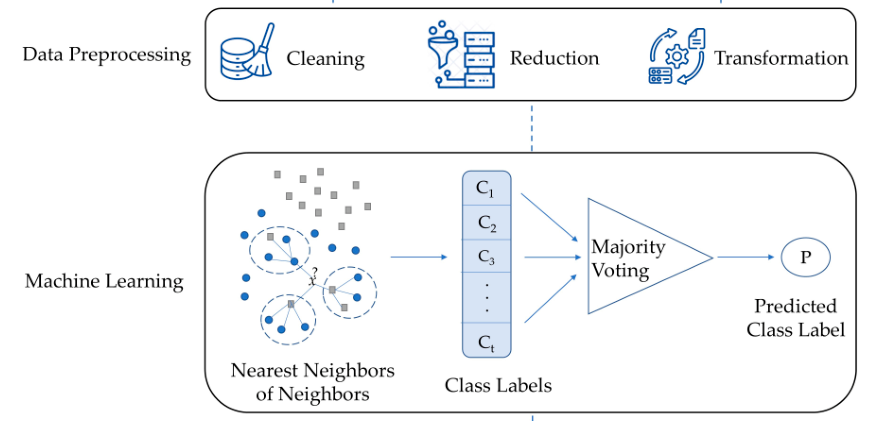 Data Preprocessing
Cleaning
Reduction
Transformation
Machine Learning
?
x
Nearest Neighbors
of Neighbors
C1
C2
C3
⋮
Ct
Class Labels
Majority
Voting
P
Predicted
Class Label